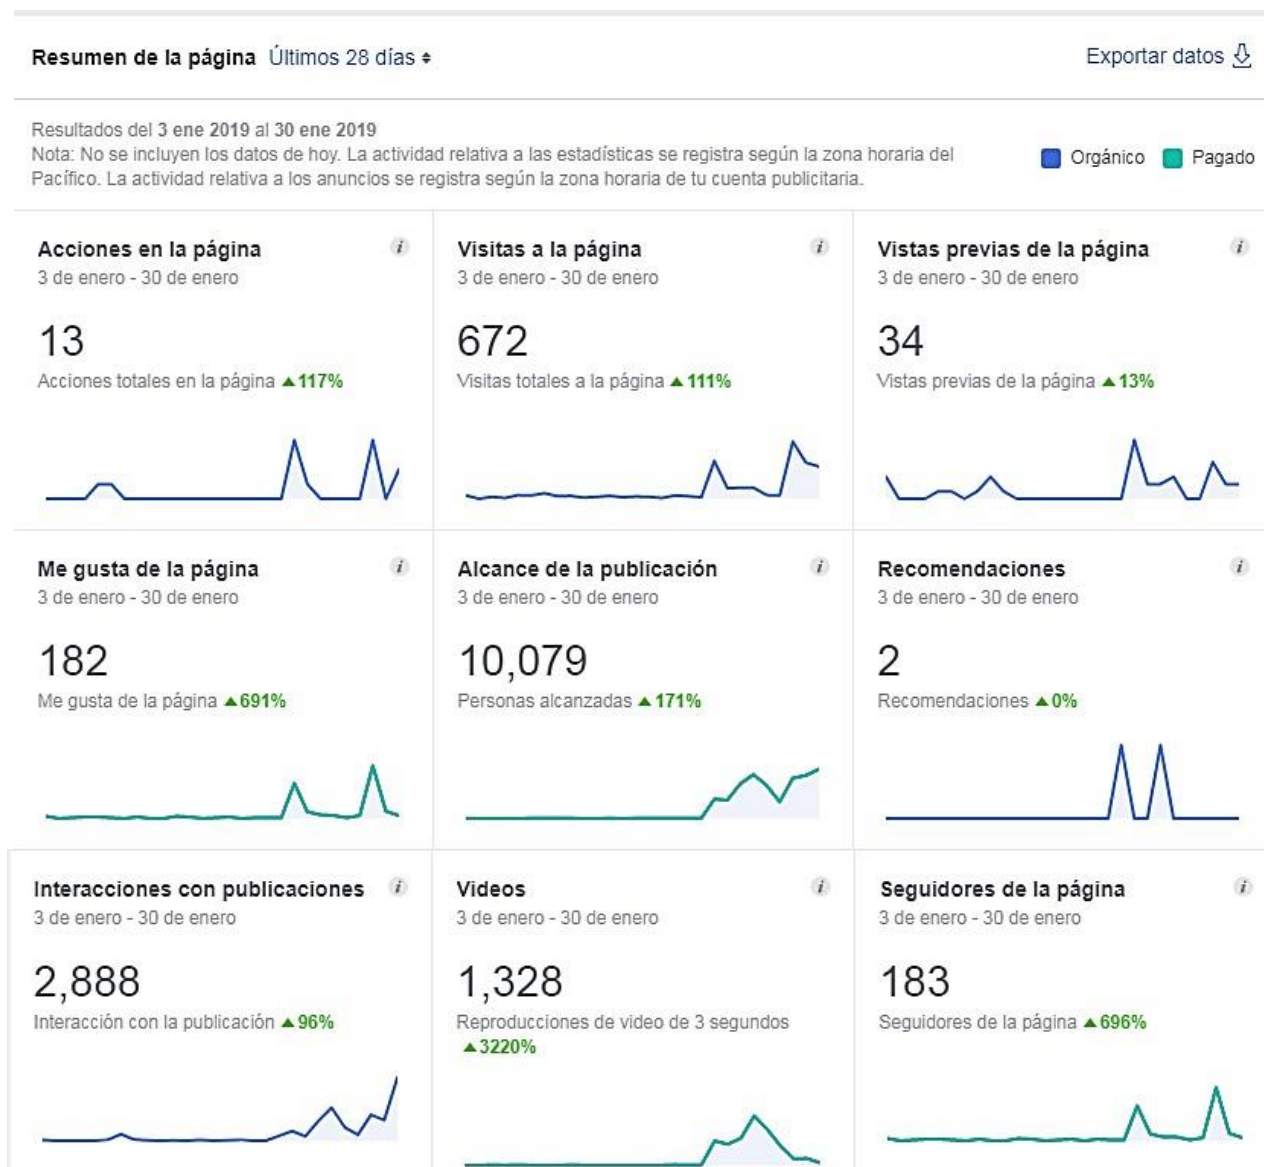 Resumen de la página Últimos 28 días
Exportar datos
Resultados del 3 ene 2019 al 30 ene 2019
Nota: No se incluyen los datos de hoy. La actividad relativa a las estadísticas se registra según la zona horaria del
Pacífico. La actividad relativa a los anuncios se registra según la zona horaria de tu cuenta publicitaria.
Orgánico Pagado
Acciones en la página i
3 de enero - 30 de enero
13
Acciones totales en la página ▲117%
Visitas a la página i
3 de enero - 30 de enero
672
Visitas totales a la página ▲111%
Vistas previas de la página i
3 de enero - 30 de enero
34
Vistas previas de la página ▲13%
Me gusta de la página i
3 de enero - 30 de enero
182
Me gusta de la página ▲691%
Alcance de la publicación i
3 de enero - 30 de enero
10,079
Personas alcanzadas ▲171%
Recomendaciones i
3 de enero - 30 de enero
2
Recomendaciones ▲0%
Interacciones con publicaciones i
3 de enero - 30 de enero
2,888
Interacción con la publicación ▲96%
Videos i
3 de enero - 30 de enero
1,328
Reproducciones de video de 3 segundos
▲3220%
Seguidores de la página i
3 de enero - 30 de enero
183
Seguidores de la página ▲696%